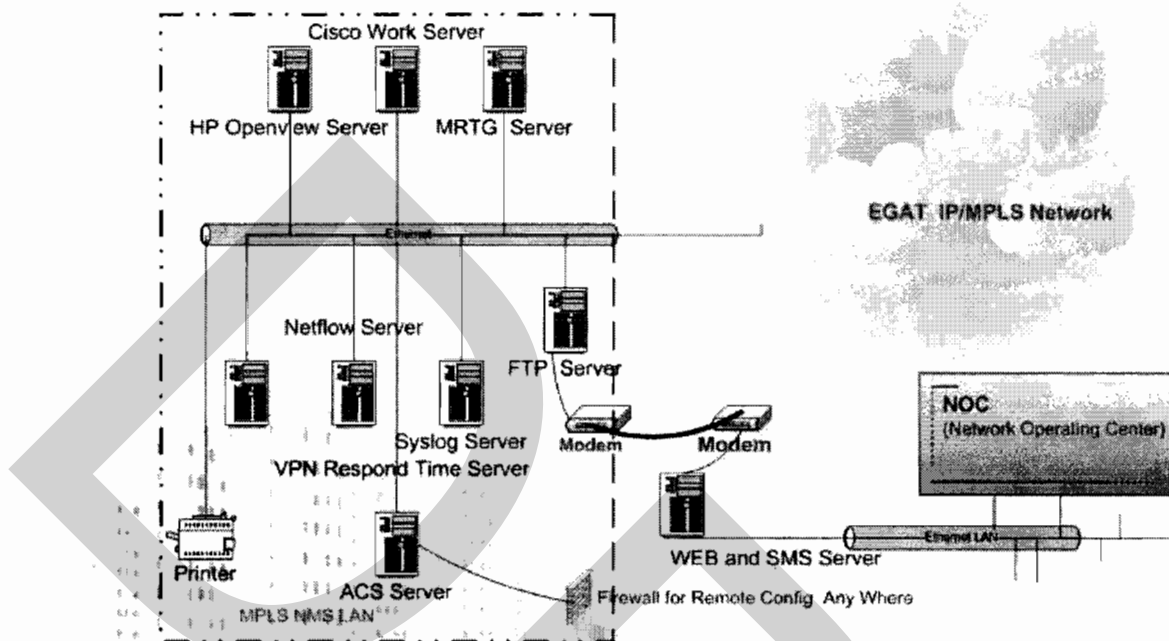 Cisco Work Server
HP Openview Server
MRTG Server
EGAT IP/MPLS Network
Ethernet
Netflow Server
FTP Server
NOC
(Network Operating Center)
Modem
Modem
Syslog Server
VPN Respond Time Server
Ethernet LAN
WEB and SMS Server
Printer
ACS Server
Firewall for Remote Config Any Where
MPLS NMS LAN